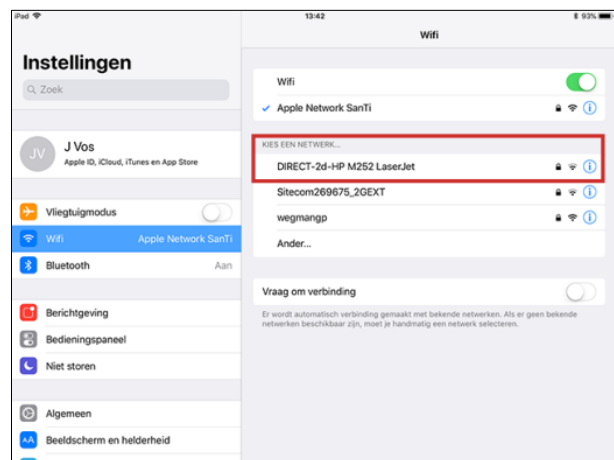 iPad 13:42 93%
Instellingen
Zoek
JV
J Vos
Apple ID, iCloud, iTunes en App Store
Vliegtuigmodus
Wifi Apple Network SanTi
Bluetooth Aan
Berichtgeving
Bedieningspaneel
Niet storen
Algemeen
AA Beeldscherm en helderheid
Wifi
Wifi
Apple Network SanTi
KIES EEN NETWERK...
DIRECT-2d-HP M252 LaserJet
Sitecom269675_2GEXT
wegmangp
Ander...
Vraag om verbinding
Er wordt automatisch verbinding gemaakt met bekende netwerken. Als er geen bekende
netwerken beschikbaar zijn, moet je handmatig een netwerk selecteren.